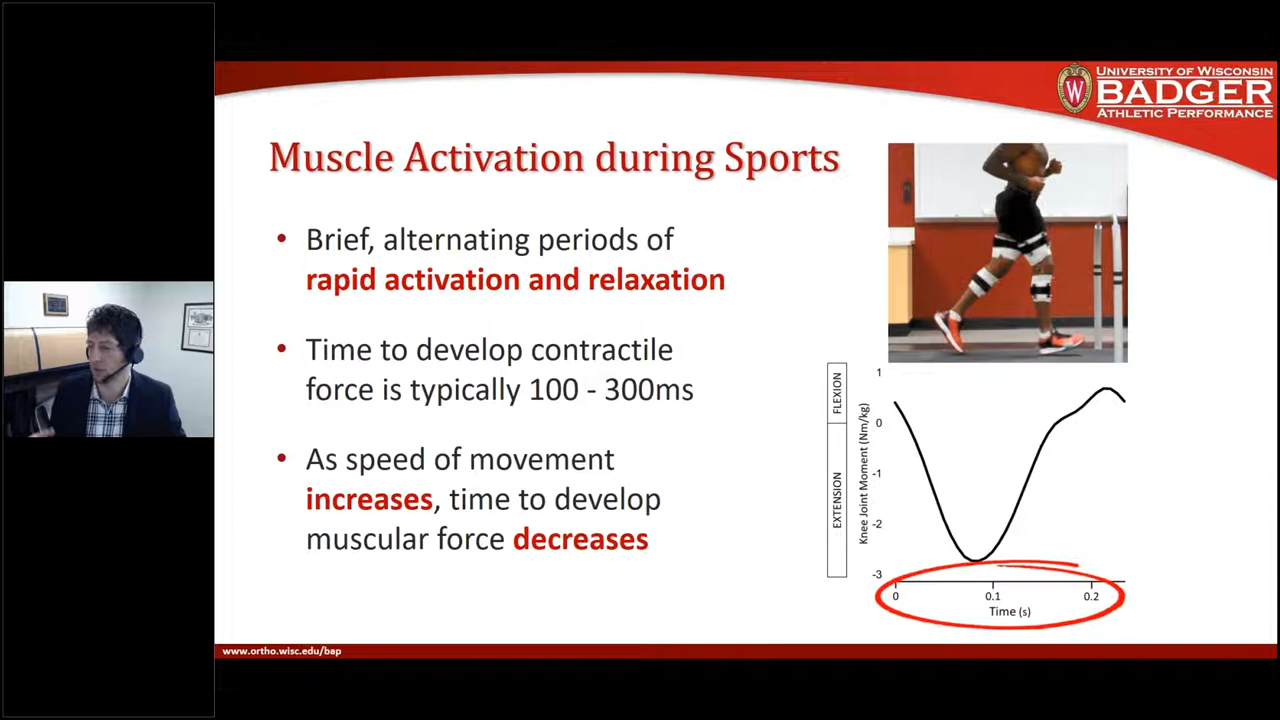 UNIVERSITY OF WISCONSIN
BADGER
ATHLETIC PERFORMANCE
W
Muscle Activation during Sports
• Brief, alternating periods of
rapid activation and relaxation
• Time to develop contractile
force is typically 100 - 300ms
• As speed of movement
increases, time to develop
muscular force decreases
FLEXION
EXTENSION
Knee Joint Moment (Nm/kg)
1
0
-1
-2
-3
0 0.1 0.2
Time (s)
www.ortho.wisc.edu/bap